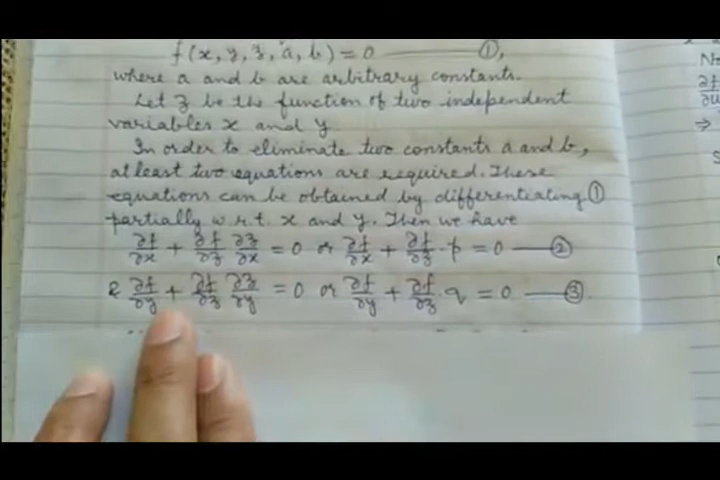 f(x, y, z, a, b) = 0 ——— ①,
where a and b are arbitrary constants.
Let z be the function of two independent
variables x and y
In order to eliminate two constants a and b,
at least two equations are required. These
equations can be obtained by differentiating ①
partially w.r.t. x and y. Then we have
∂f/∂x + ∂f/∂z ∂z/∂x = 0 or ∂f/∂x + ∂f/∂z · p = 0 —— ②
& ∂f/∂y + ∂f/∂z ∂z/∂y = 0 or ∂f/∂y + ∂f/∂z · q = 0 —— ③